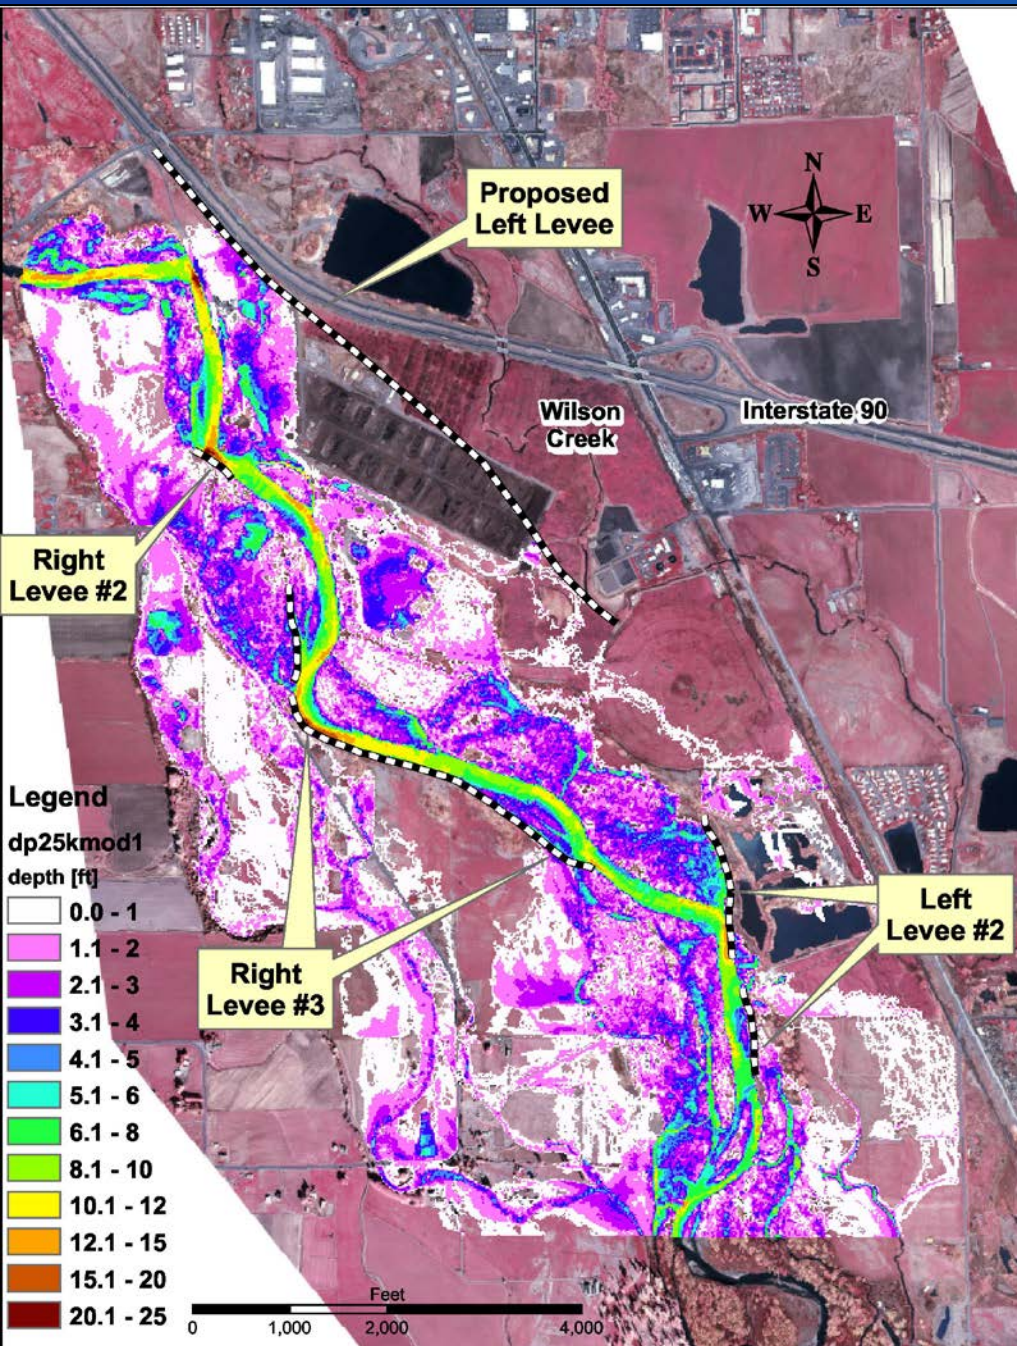 Proposed
Left Levee
N
W
E
S
Wilson
Creek
Interstate 90
Right
Levee #2
Legend
dp25kmod1
depth [ft]
0.0 - 1
1.1 - 2
2.1 - 3
3.1 - 4
4.1 - 5
5.1 - 6
6.1 - 8
8.1 - 10
10.1 - 12
12.1 - 15
15.1 - 20
20.1 - 25
Left
Levee #2
Right
Levee #3
Feet
0 1,000 2,000 4,000